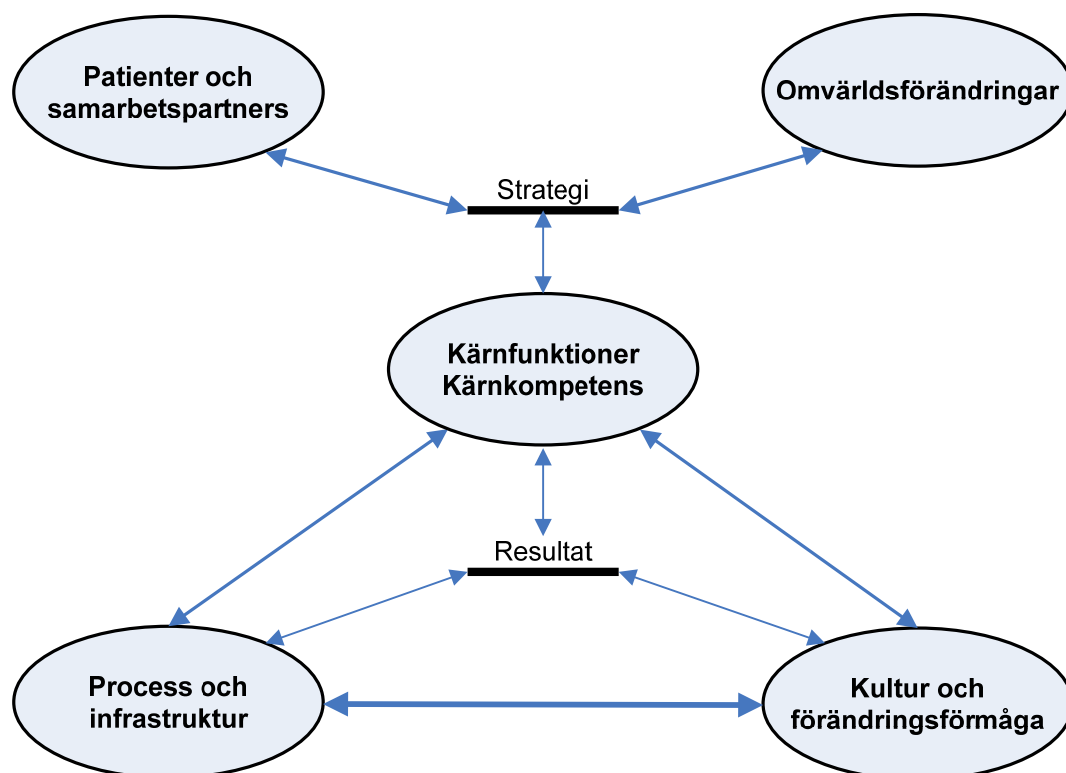 Patienter och
samarbetspartners
Omvärldsförändringar
Strategi
Kärnfunktioner
Kärnkompetens
Resultat
Process och
infrastruktur
Kultur och
förändringsförmåga